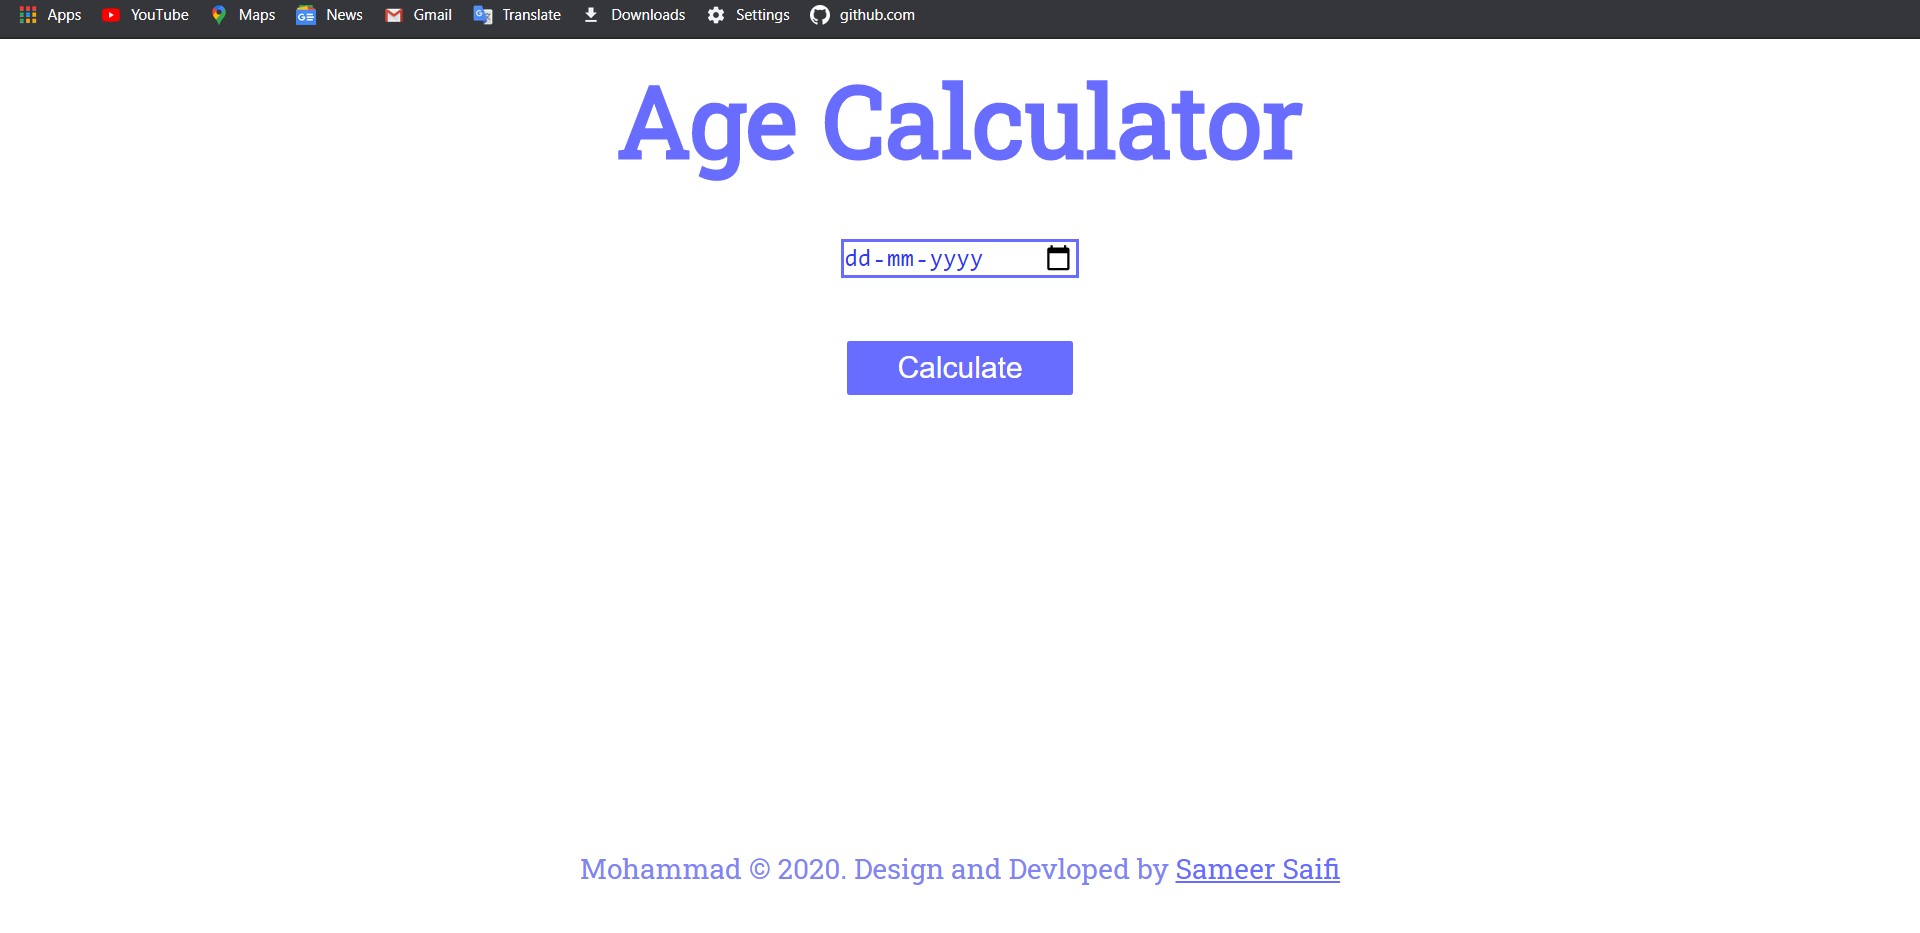 Apps YouTube Maps News Gmail Translate Downloads Settings github.com
Age Calculator
dd-mm-yyyy
Calculate
Mohammad © 2020. Design and Devloped by Sameer Saifi